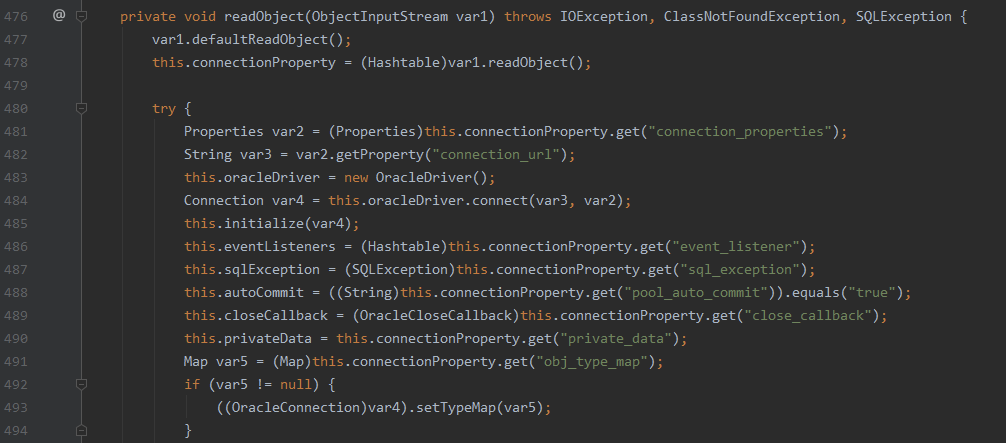 476 @ private void readObject(ObjectInputStream var1) throws IOException, ClassNotFoundException, SQLException {
477 var1.defaultReadObject();
478 this.connectionProperty = (Hashtable)var1.readObject();
479
480 try {
481 Properties var2 = (Properties)this.connectionProperty.get("connection_properties");
482 String var3 = var2.getProperty("connection_url");
483 this.oracleDriver = new OracleDriver();
484 Connection var4 = this.oracleDriver.connect(var3, var2);
485 this.initialize(var4);
486 this.eventListeners = (Hashtable)this.connectionProperty.get("event_listener");
487 this.sqlException = (SQLException)this.connectionProperty.get("sql_exception");
488 this.autoCommit = ((String)this.connectionProperty.get("pool_auto_commit")).equals("true");
489 this.closeCallback = (OracleCloseCallback)this.connectionProperty.get("close_callback");
490 this.privateData = this.connectionProperty.get("private_data");
491 Map var5 = (Map)this.connectionProperty.get("obj_type_map");
492 if (var5 != null) {
493 ((OracleConnection)var4).setTypeMap(var5);
494 }